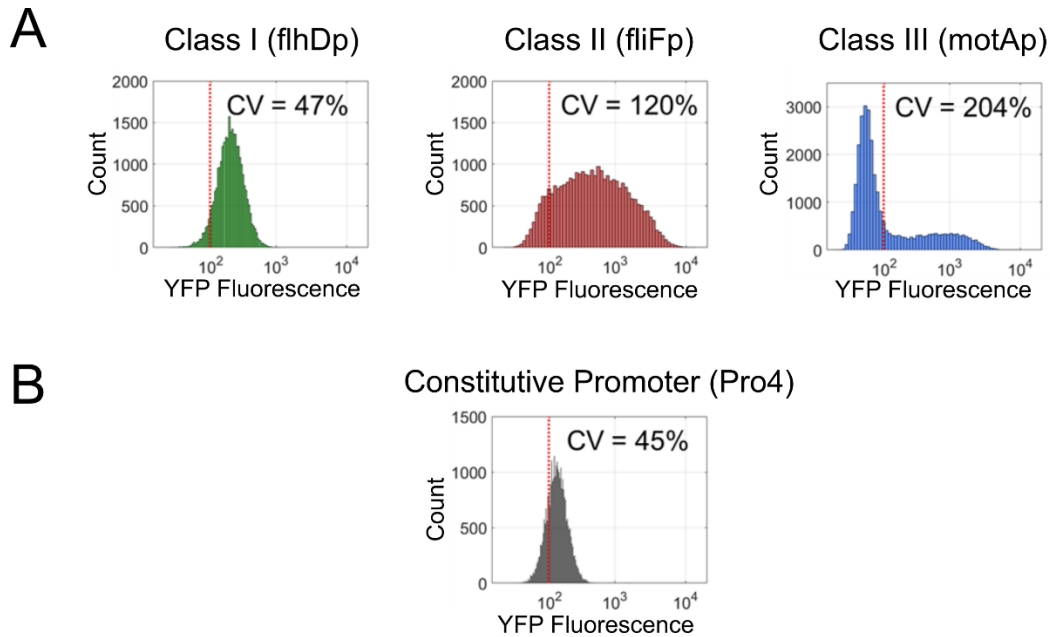 A
Class I (flhDp)
Class II (fliFp)
Class III (motAp)
2000
1500
1000
500
0
Count
CV = 47%
10²
10³
10⁴
YFP Fluorescence
2000
1500
1000
500
0
Count
CV = 120%
10²
10³
10⁴
YFP Fluorescence
3000
2000
1000
0
Count
CV = 204%
10²
10³
10⁴
YFP Fluorescence
B
Constitutive Promoter (Pro4)
1500
1000
500
0
Count
CV = 45%
10²
10³
10⁴
YFP Fluorescence